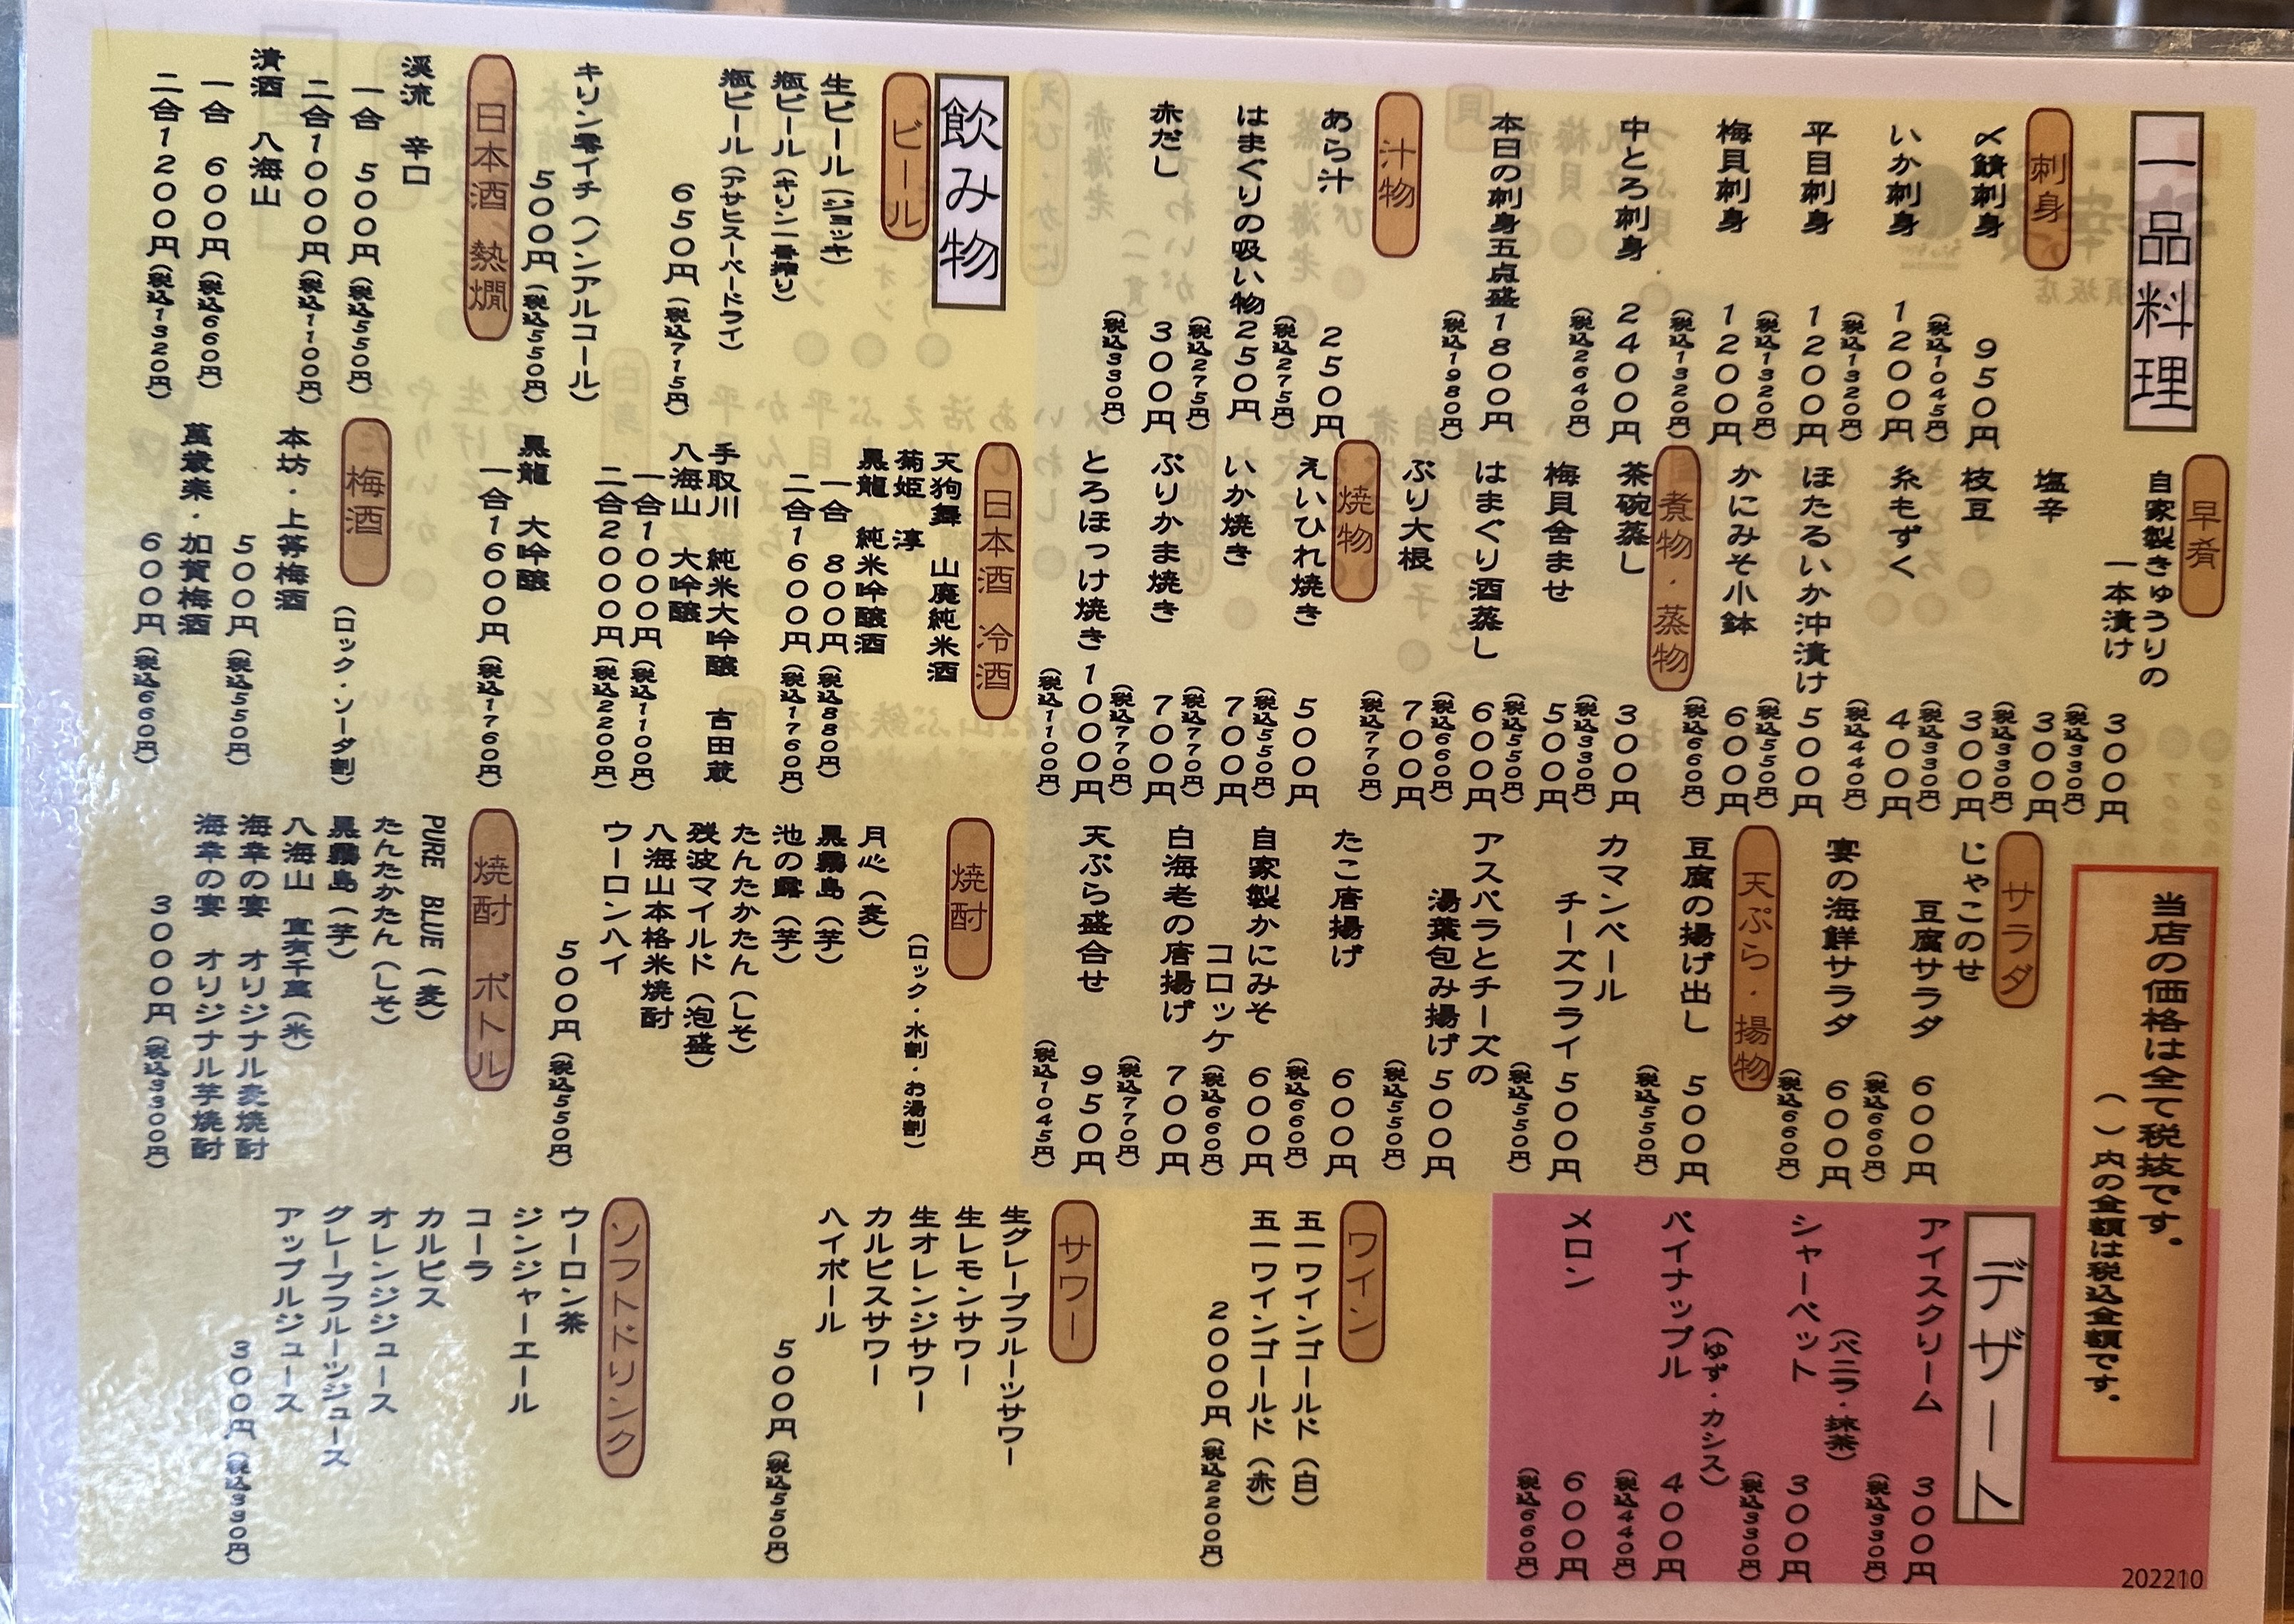 一品料理
刺身
〆鯖刺身 950円
(税込1045円)
いか刺身 1200円
(税込1320円)
平目刺身 1200円
(税込1320円)
梅貝刺身 1200円
(税込1320円)
中とろ刺身 2400円
(税込2640円)
本日の刺身五点盛 1800円
(税込1980円)
汁物
あら汁 250円
(税込275円)
はまぐりの吸い物 250円
(税込275円)
赤だし 300円
(税込330円)
早肴
自家製きゅうりの
一本漬け 300円
(税込330円)
塩辛 300円
(税込330円)
枝豆 300円
(税込330円)
糸もずく 400円
(税込440円)
ほたるいか沖漬け 500円
(税込550円)
かにみそ小鉢 600円
(税込660円)
煮物・蒸物
茶碗蒸し 300円
(税込330円)
梅貝含ませ 500円
(税込550円)
はまぐり酒蒸し 600円
(税込660円)
ぶり大根 700円
(税込770円)
焼物
えいひれ焼き 500円
(税込550円)
いか焼き 700円
(税込770円)
ぶりかま焼き 700円
(税込770円)
とろほっけ焼き 1000円
(税込1100円)
当店の価格は全て税抜です。
( )内の金額は税込金額です。
サラダ
じゃこのせ
豆腐サラダ 600円
(税込660円)
宴の海鮮サラダ 600円
(税込660円)
天ぷら・揚物
豆腐の揚げ出し 500円
(税込550円)
カマンベール
チーズフライ 500円
(税込550円)
アスパラとチーズの
湯葉包み揚げ 500円
(税込550円)
たこ唐揚げ 600円
(税込660円)
自家製かにみそ
コロッケ 600円
(税込660円)
白海老の唐揚げ 700円
(税込770円)
天ぷら盛合せ 950円
(税込1045円)
デザート
アイスクリーム 300円
(バニラ・抹茶)
(税込330円)
シャーベット 300円
(ゆず・カシス)
(税込330円)
パイナップル 400円
(税込440円)
メロン 600円
(税込660円)
飲み物
ビール
生ビール(ジョッキ)
瓶ビール(キリン一番搾り)
瓶ビール(アサヒスーパードライ)
650円(税込715円)
キリン零イチ(ノンアルコール)
500円(税込550円)
日本酒 熱燗
溪流 辛口
一合 500円(税込550円)
二合1000円(税込1100円)
清酒 八海山
一合 600円(税込660円)
二合1200円(税込1320円)
日本酒 冷酒
天狗舞 山廃純米酒
菊姫 淳
黒龍 純米吟醸酒
一合 800円(税込880円)
二合1600円(税込1760円)
手取川 純米大吟醸 吉田蔵
八海山 大吟醸
一合1000円(税込1100円)
二合2000円(税込2200円)
黒龍 大吟醸
一合1600円(税込1760円)
梅酒
(ロック・ソーダ割)
本坊・上等梅酒
500円(税込550円)
萬歳楽・加賀梅酒
600円(税込660円)
焼酎
(ロック・水割・お湯割)
月心(麦)
黒霧島(芋)
池の露(芋)
たんたかたん(しそ)
残波マイルド(泡盛)
八海山本格米焼酎
ウーロンハイ
500円(税込550円)
焼酎 ボトル
PURE BLUE(麦)
たんたかたん(しそ)
黒霧島(芋)
八海山 宜有千萬(米)
海幸の宴 オリジナル麦焼酎
海幸の宴 オリジナル芋焼酎
3000円(税込3300円)
ワイン
五一ワインゴールド(白)
五一ワインゴールド(赤)
2000円(税込2200円)
サワー
生グレープフルーツサワー
生レモンサワー
生オレンジサワー
カルピスサワー
ハイボール
500円(税込550円)
ソフトドリンク
ウーロン茶
ジンジャーエール
コーラ
カルピス
オレンジジュース
グレープフルーツジュース
アップルジュース
300円(税込330円)
202210